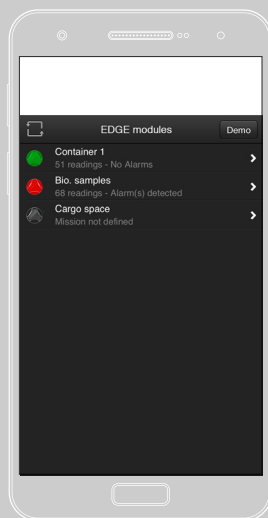 EDGE modules
Demo
Container 1
51 readings - No Alarms
Bio. samples
68 readings - Alarm(s) detected
Cargo space
Mission not defined